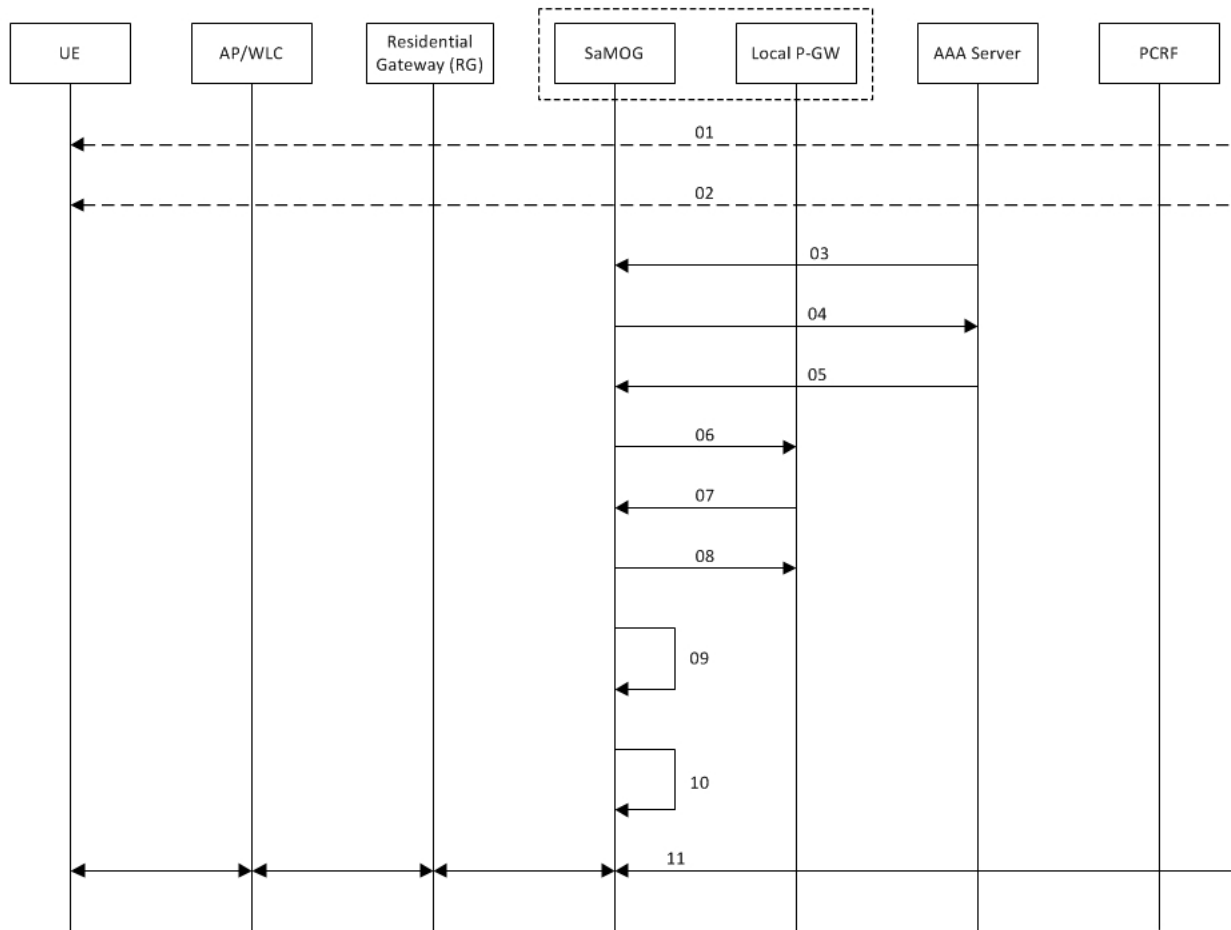 UE
AP/WLC
Residential
Gateway (RG)
SaMOG
Local P-GW
AAA Server
PCRF
01
02
03
04
05
06
07
08
09
10
11